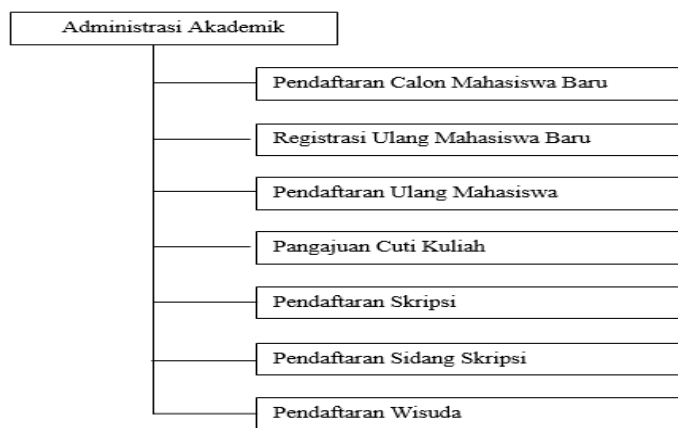 Administrasi Akademik
Pendaftaran Calon Mahasiswa Baru
Registrasi Ulang Mahasiswa Baru
Pendaftaran Ulang Mahasiswa
Pangajuan Cuti Kuliah
Pendaftaran Skripsi
Pendaftaran Sidang Skripsi
Pendaftaran Wisuda